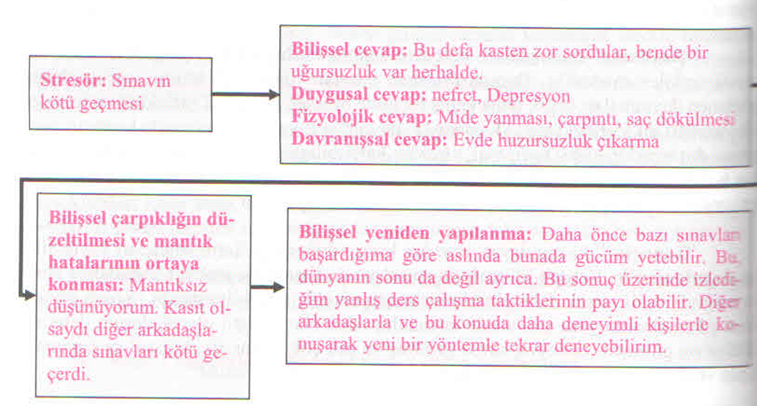 Stresör: Sınavın
kötü geçmesi
Bilişsel cevap: Bu defa kasten zor sordular, bende bir
uğursuzluk var herhalde.
Duygusal cevap: nefret, Depresyon
Fizyolojik cevap: Mide yanması, çarpıntı, saç dökülmesi
Davranışsal cevap: Evde huzursuzluk çıkarma
Bilişsel çarpıklığın dü-
zeltilmesi ve mantık
hatalarının ortaya
konması: Mantıksız
düşünüyorum. Kasıt ol-
saydı diğer arkadaşla-
rında sınavları kötü ge-
çerdi.
Bilişsel yeniden yapılanma: Daha önce bazı sınavları
başardığıma göre aslında bunada gücüm yetebilir. Bu
dünyanın sonu da değil ayrıca. Bu sonuç üzerinde izledi-
ğim yanlış ders çalışma taktiklerinin payı olabilir. Diğer
arkadaşlarla ve bu konuda daha deneyimli kişilerle ko-
nuşarak yeni bir yöntemle tekrar deneyebilirim.